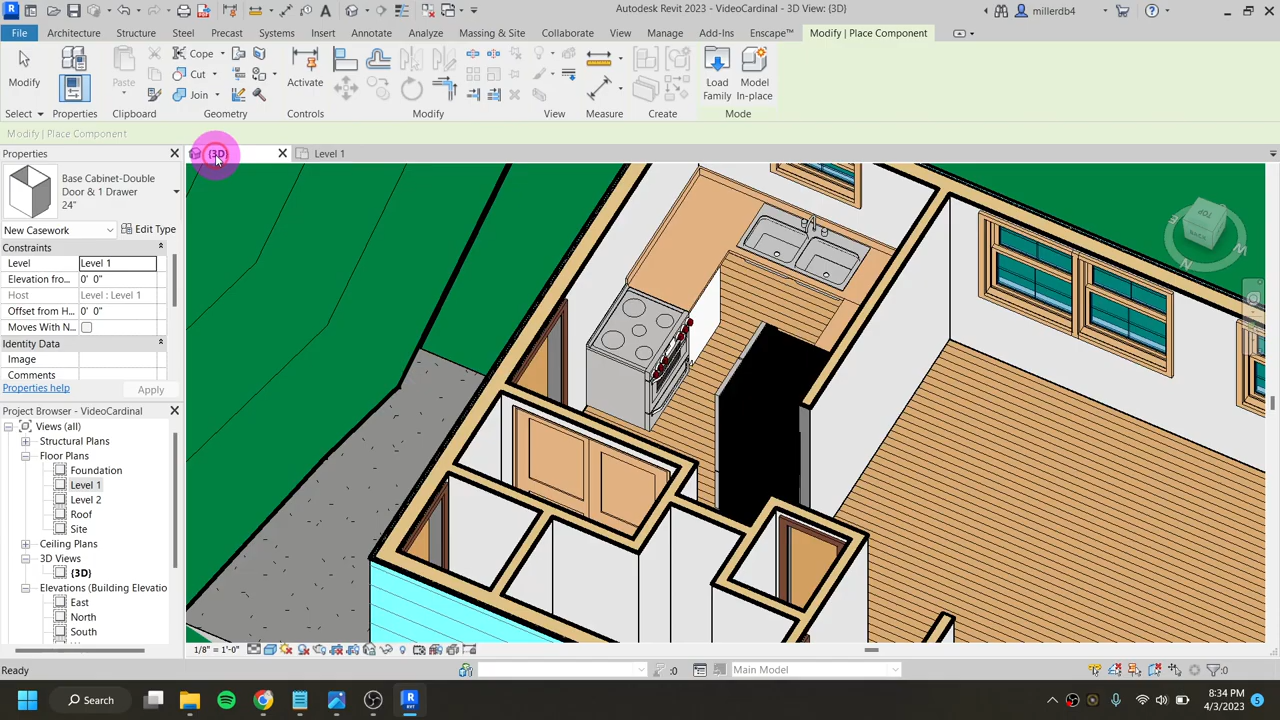 Autodesk Revit 2023 - VideoCardinal - 3D View: {3D}
millerdb4
File
Architecture
Structure
Steel
Precast
Systems
Insert
Annotate
Analyze
Massing & Site
Collaborate
View
Manage
Add-Ins
Enscape™
Modify | Place Component
Modify
Paste
Cope
Cut
Join
Activate
Load
Family
Model
In-place
Select
Properties
Clipboard
Geometry
Controls
Modify
View
Measure
Create
Mode
Modify | Place Component
Properties
{3D}
Level 1
Base Cabinet-Double
Door & 1 Drawer
24"
New Casework
Edit Type
Constraints
Level
Level 1
Elevation fro...
0' 0"
Host
Level : Level 1
Offset from H...
0' 0"
Moves With N...
Identity Data
Image
Comments
Properties help
Apply
Project Browser - VideoCardinal
Views (all)
Structural Plans
Floor Plans
Foundation
Level 1
Level 2
Roof
Site
Ceiling Plans
3D Views
{3D}
Elevations (Building Elevatio
East
North
South
TOP
1/8" = 1'-0"
Ready
:0
Main Model
:0
Search
8:34 PM
4/3/2023
5